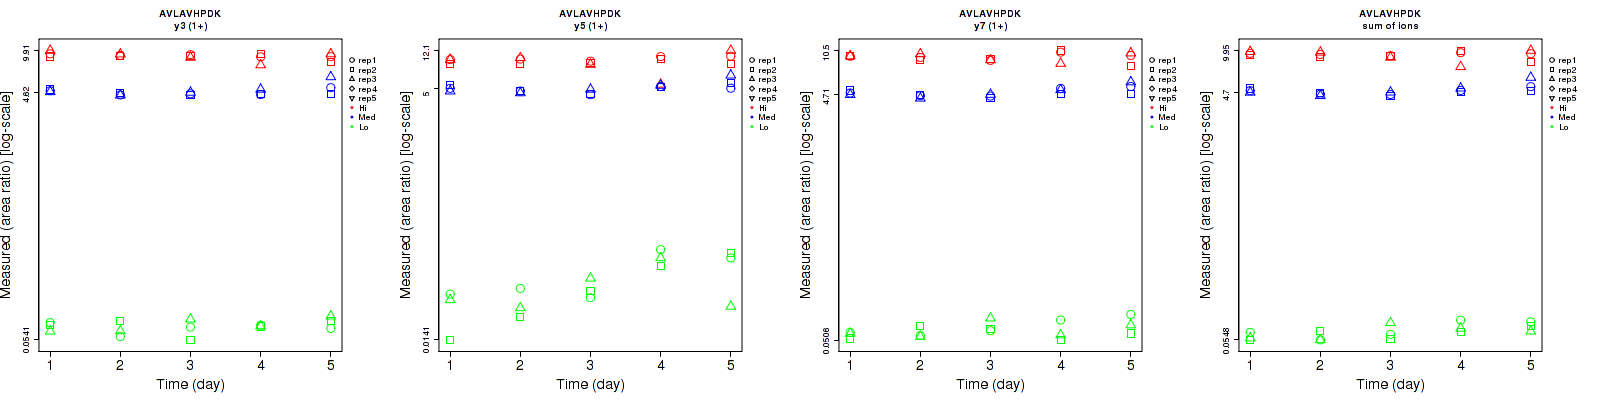 AVLAVHPDK
y3 (1+)
Measured (area ratio) [log-scale]
9.91
4.62
0.0541
1 2 3 4 5
Time (day)
rep1
rep2
rep3
rep4
rep5
Hi
Med
Lo
AVLAVHPDK
y5 (1+)
Measured (area ratio) [log-scale]
12.1
5
0.0141
1 2 3 4 5
Time (day)
rep1
rep2
rep3
rep4
rep5
Hi
Med
Lo
AVLAVHPDK
y7 (1+)
Measured (area ratio) [log-scale]
10.5
4.71
1 2 3 4 5
Time (day)
rep1
rep2
rep3
rep4
rep5
Hi
Med
Lo
AVLAVHPDK
sum of ions
Measured (area ratio) [log-scale]
9.95
4.7
0.0548
1 2 3 4 5
Time (day)
rep1
rep2
rep3
rep4
rep5
Hi
Med
Lo